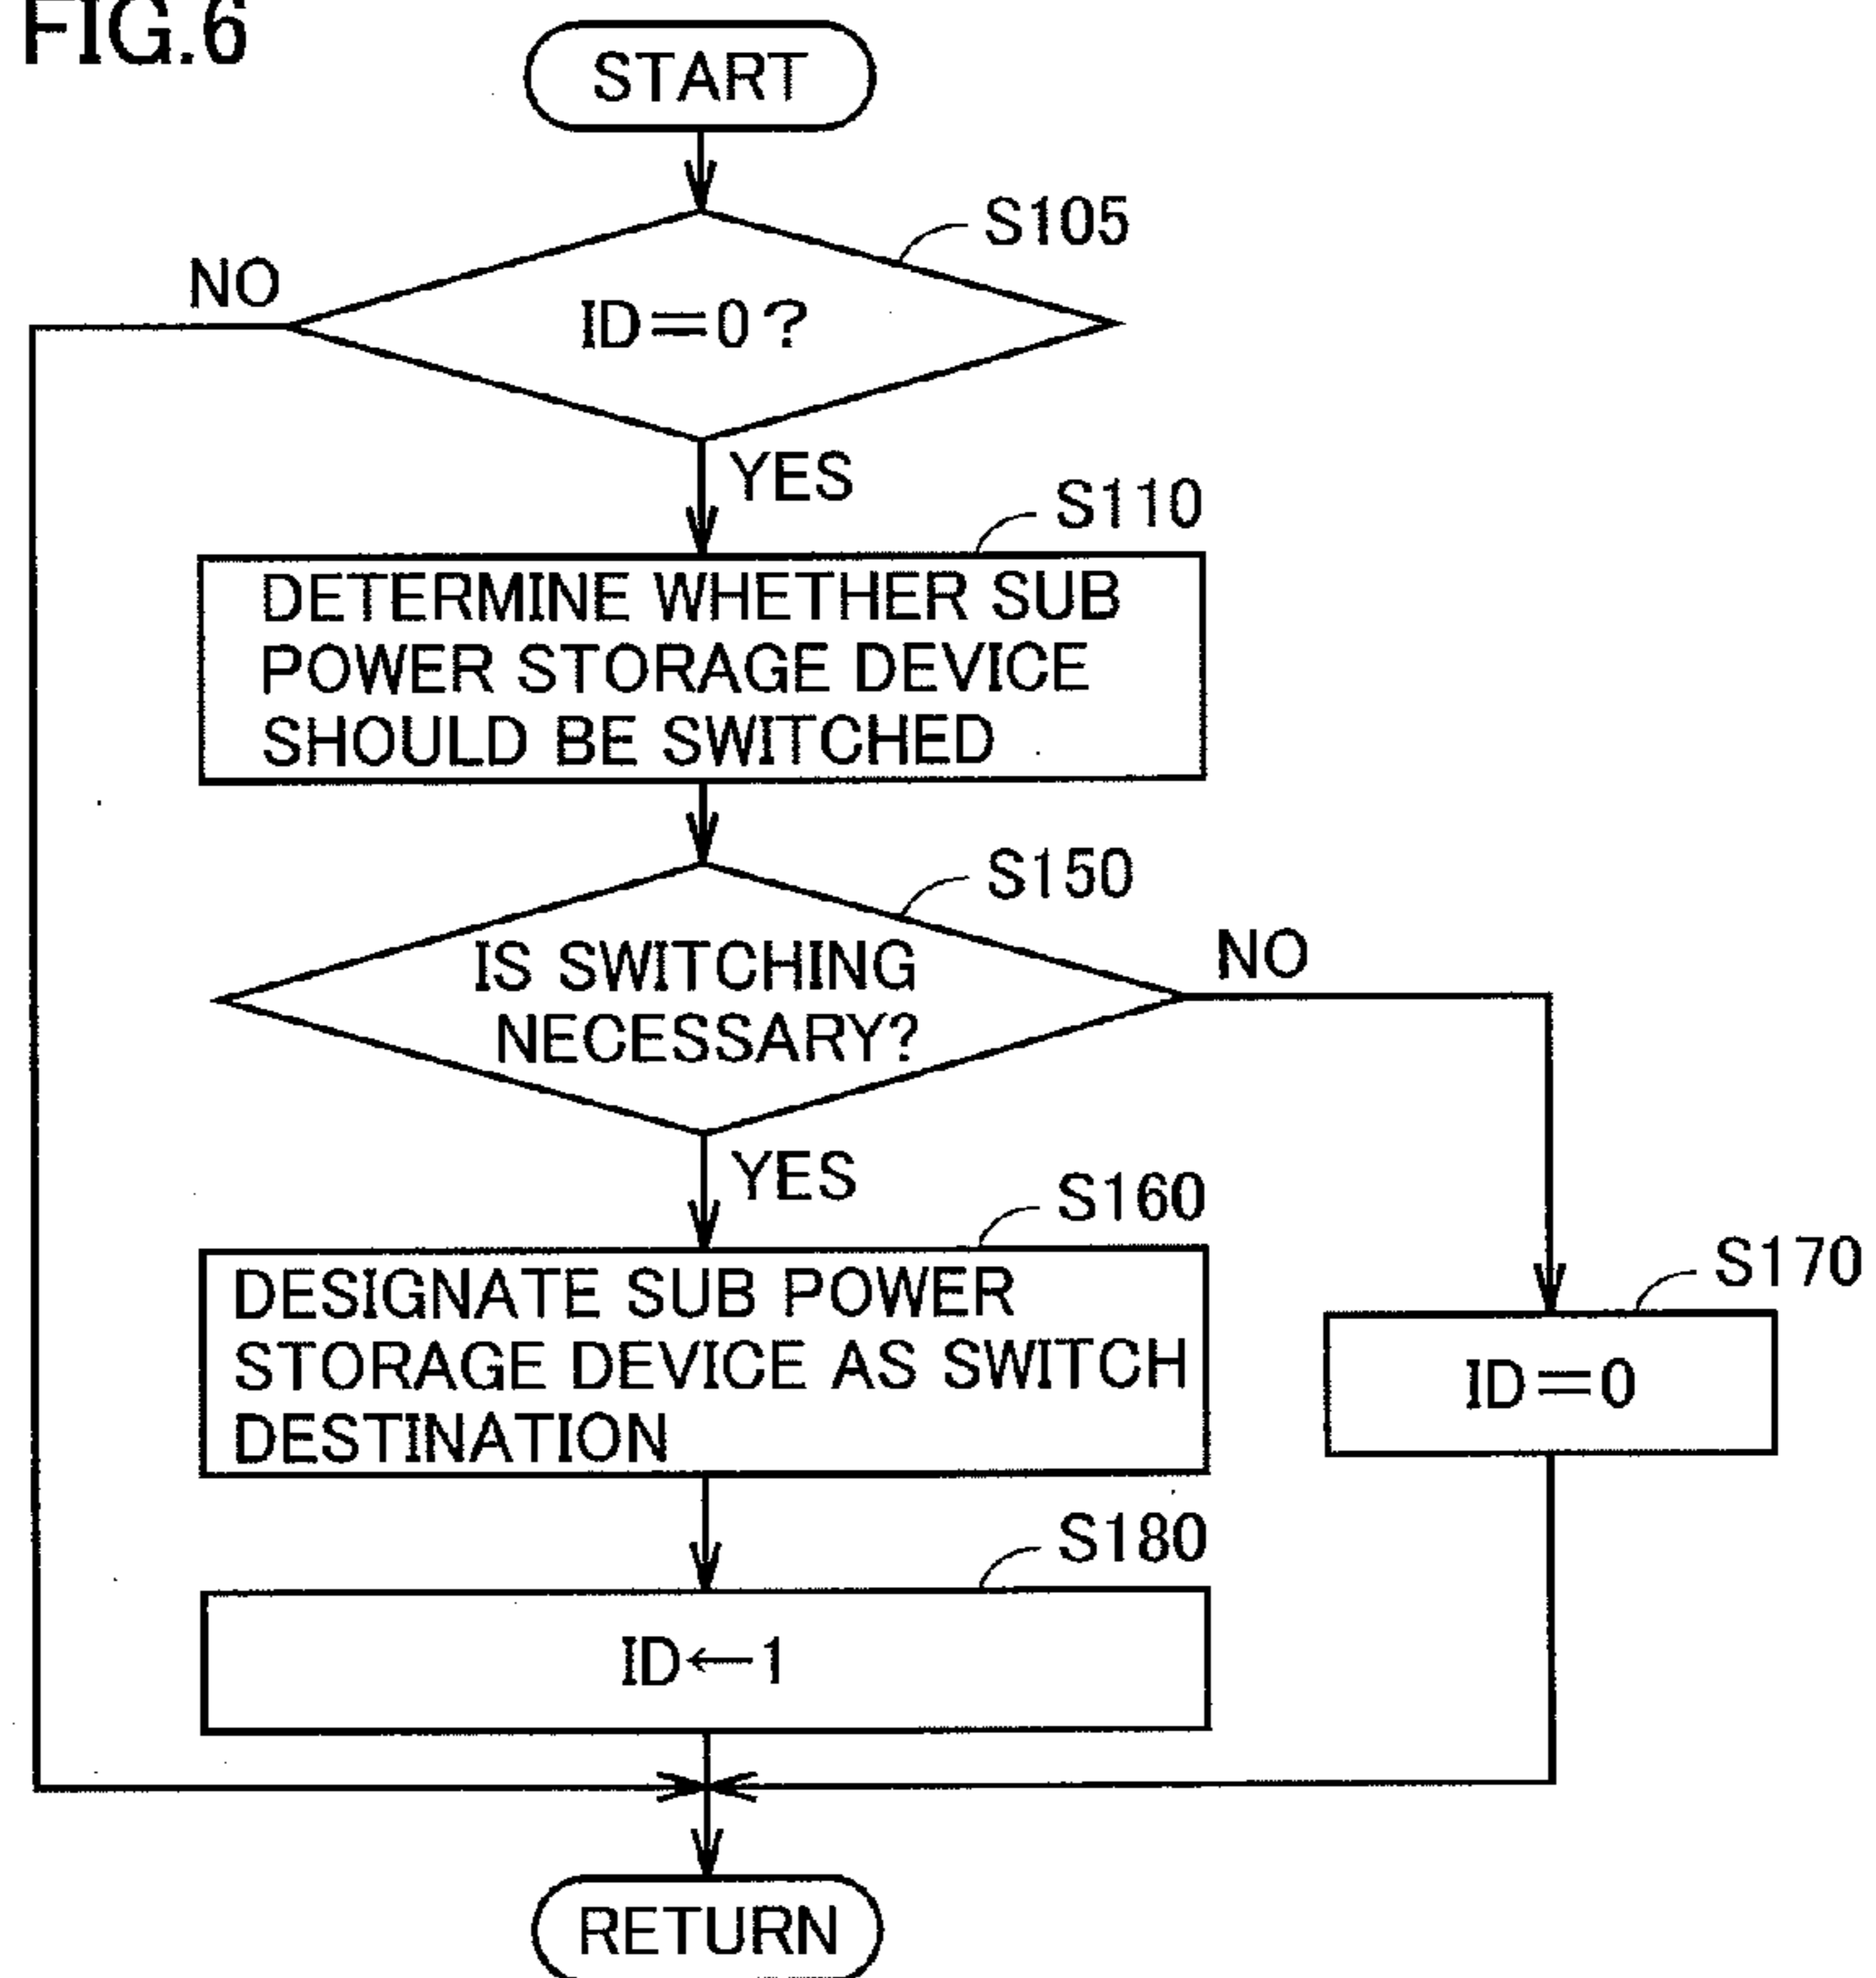 FIG.6
START
S105
NO
ID=0?
YES
S110
DETERMINE WHETHER SUB
POWER STORAGE DEVICE
SHOULD BE SWITCHED
S150
IS SWITCHING
NECESSARY?
NO
YES
S160
DESIGNATE SUB POWER
STORAGE DEVICE AS SWITCH
DESTINATION
S170
ID=0
S180
ID←1
RETURN